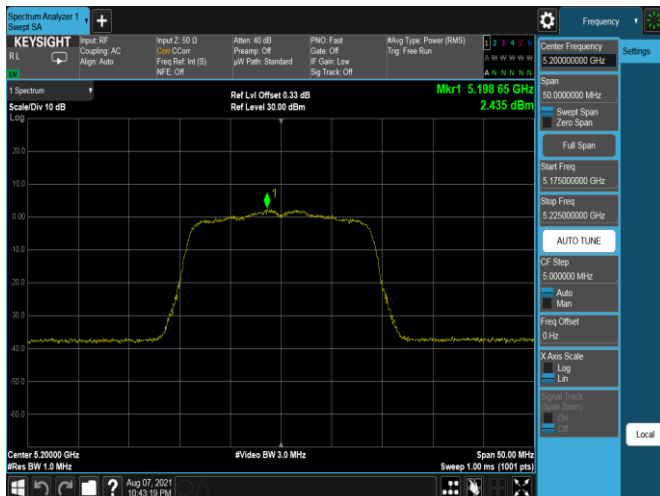 Spectrum Analyzer 1
Swept SA
Frequency
KEYSIGHT
R L
Input: RF
Coupling: AC
Align: Auto
Input Z: 50 Ω
Corr CCorr
Freq Ref: Int (S)
NFE: Off
Atten: 40 dB
Preamp: Off
µW Path: Standard
PNO: Fast
Gate: Off
IF Gain: Low
Sig Track: Off
#Avg Type: Power (RMS)
Trig: Free Run
1 2 3 4 5 6
A W W W W W
A N N N N N
1 Spectrum
Scale/Div 10 dB
Log
Ref Lvl Offset 0.33 dB
Ref Level 30.00 dBm
Mkr1 5.198 65 GHz
2.435 dBm
20.0
10.0
0.00
-10.0
-20.0
-30.0
-40.0
-50.0
-60.0
1
Center 5.20000 GHz
#Res BW 1.0 MHz
#Video BW 3.0 MHz
Span 50.00 MHz
Sweep 1.00 ms (1001 pts)
Center Frequency
5.200000000 GHz
Settings
Span
50.0000000 MHz
Swept Span
Zero Span
Full Span
Start Freq
5.175000000 GHz
Stop Freq
5.225000000 GHz
AUTO TUNE
CF Step
5.000000 MHz
Auto
Man
Freq Offset
0 Hz
X Axis Scale
Log
Lin
Signal Track
(Span Zoom)
On
Off
Local
?
Aug 07, 2021
10:43:19 PM